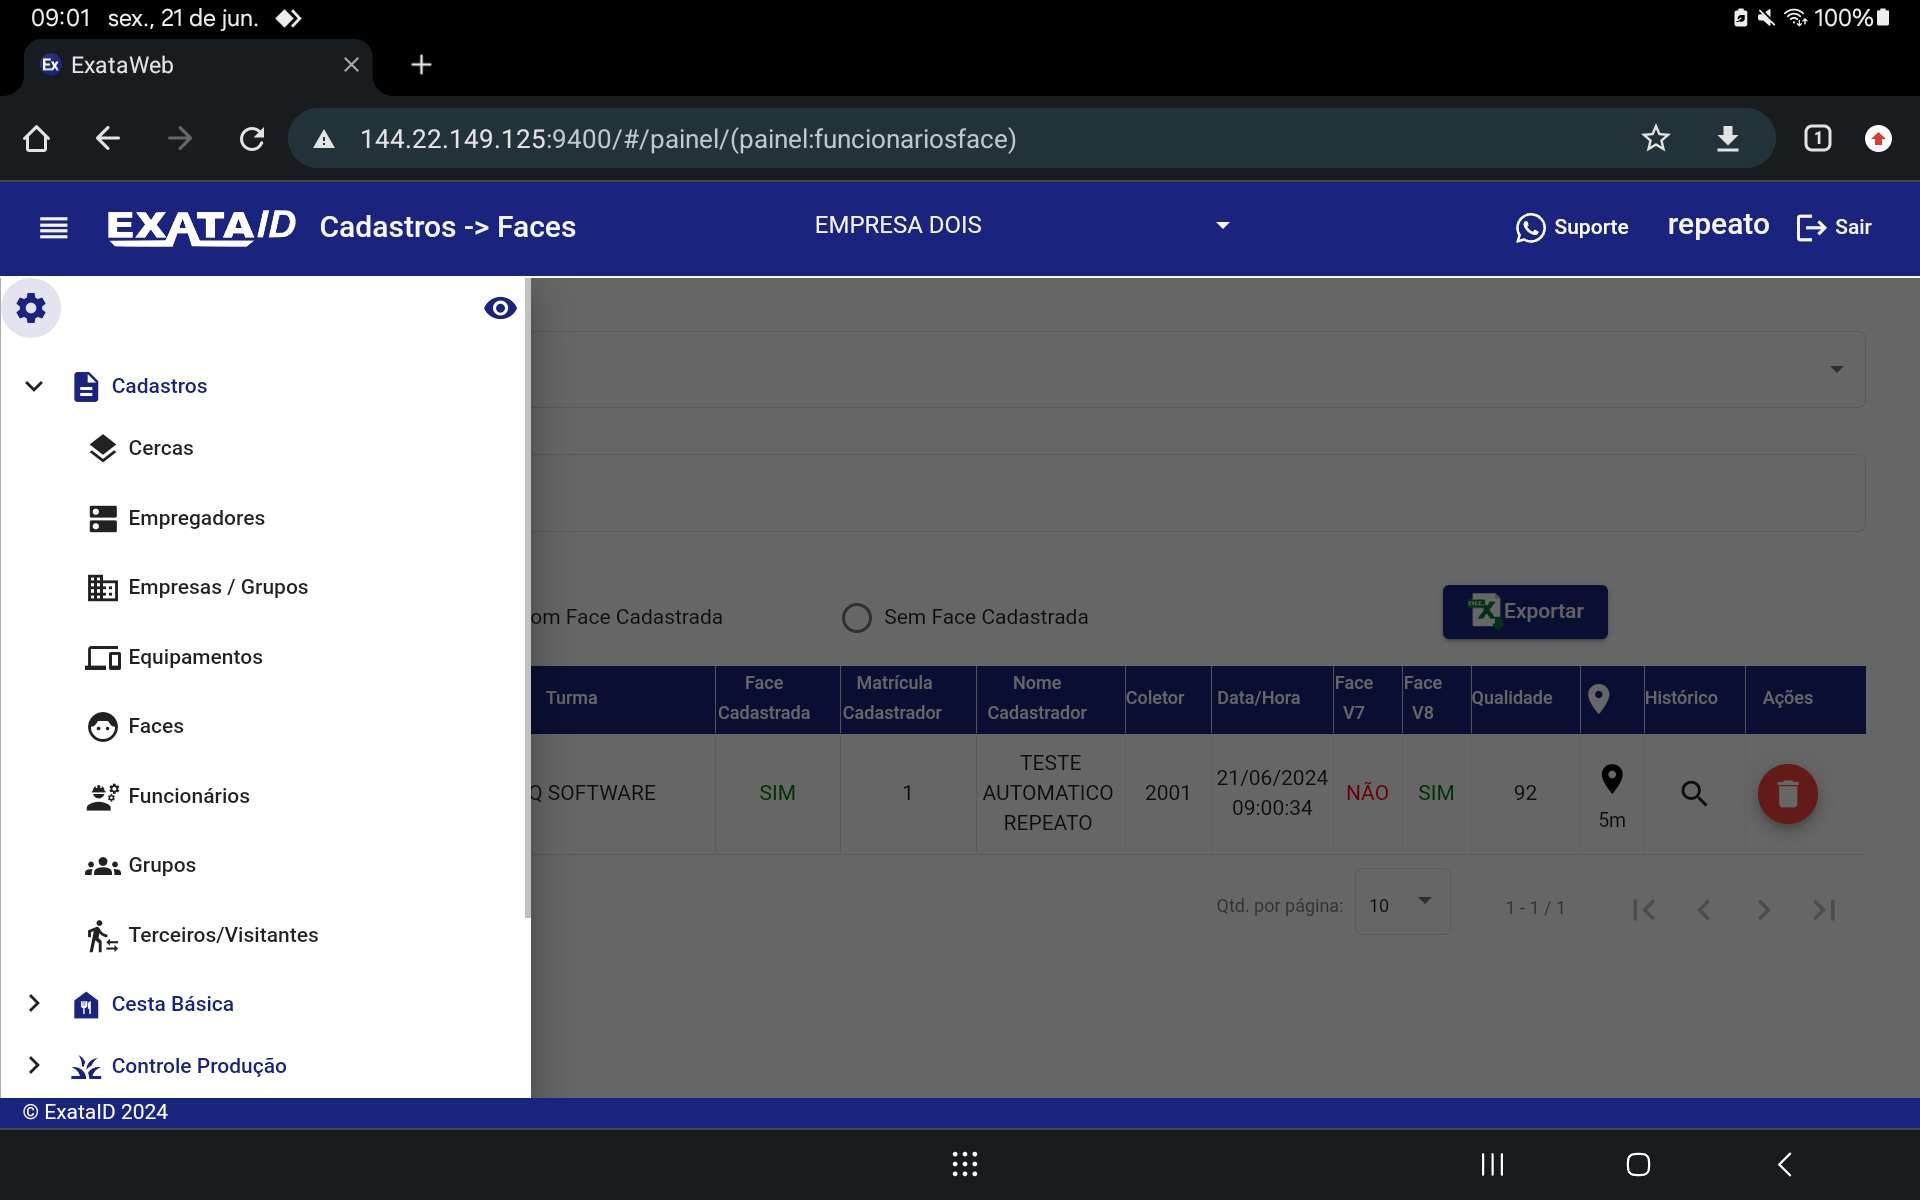 09:01 sex., 21 de jun. 100%
Ex ExataWeb
144.22.149.125:9400/#/painel/(painel:funcionariosface) 1
EXATAID Cadastros -> Faces EMPRESA DOIS Suporte repeato Sair
Cadastros
Cercas
Empregadores
Empresas / Grupos
Equipamentos
Faces
Funcionários
Grupos
Terceiros/Visitantes
Cesta Básica
Controle Produção
om Face Cadastrada Sem Face Cadastrada Exportar
Turma Face Cadastrada Matrícula Cadastrador Nome Cadastrador Coletor Data/Hora Face V7 Face V8 Qualidade Histórico Ações
Q SOFTWARE SIM 1 TESTE AUTOMATICO REPEATO 2001 21/06/2024 09:00:34 NÃO SIM 92 5m
Qtd. por página: 10 1 - 1 / 1
© ExataID 2024